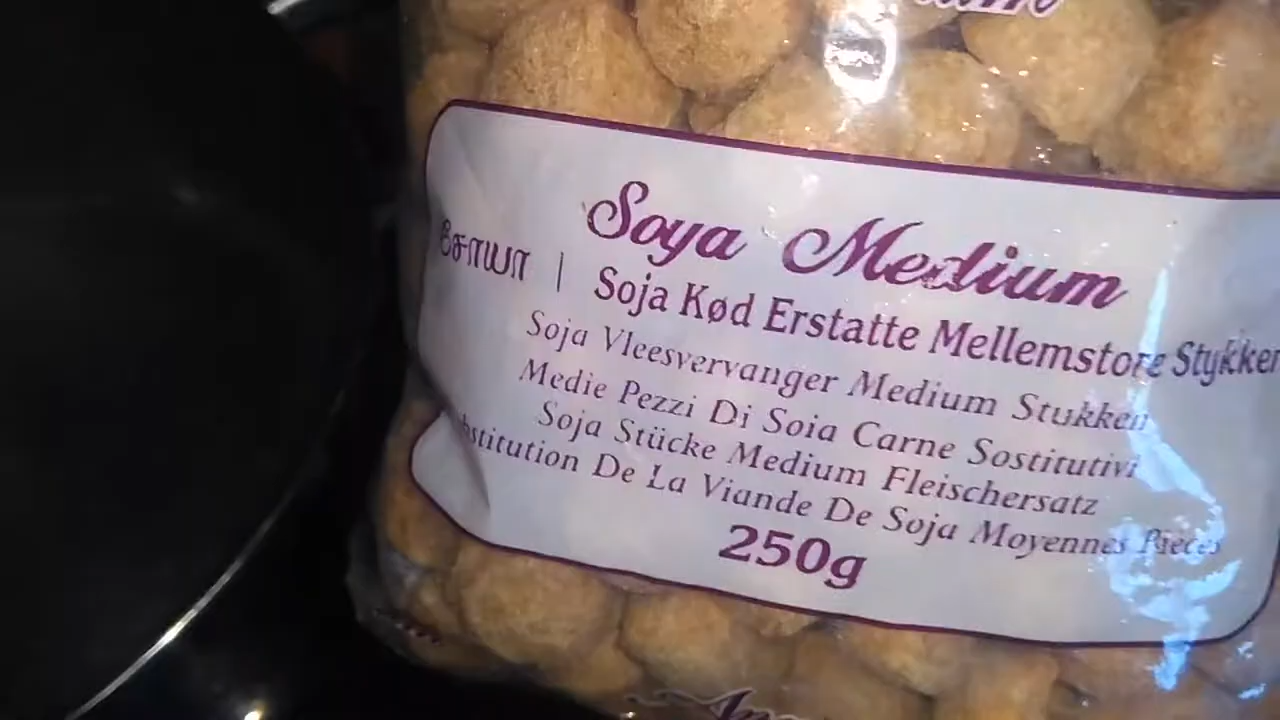 Soya Medium
சோயா | Soja Kød Erstatte Mellemstore Stykker
Soja Vleesvervanger Medium Stukken
Medie Pezzi Di Soia Carne Sostitutivi
Soja Stücke Medium Fleischersatz
De La Viande De Soja Moyennes Pieces
250g